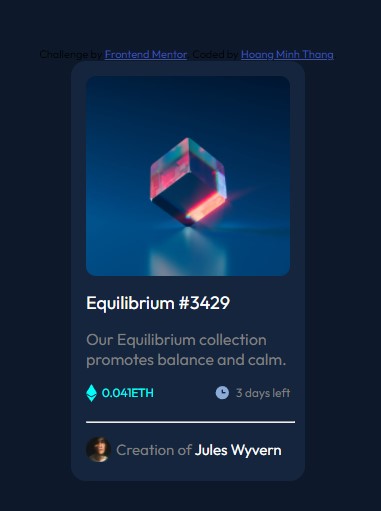 Challenge by Frontend Mentor. Coded by Hoang Minh Thang
Equilibrium #3429
Our Equilibrium collection
promotes balance and calm.
0.041ETH 3 days left
Creation of Jules Wyvern